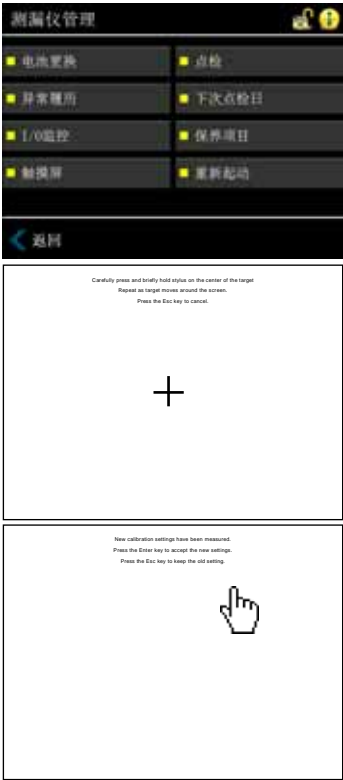 测漏仪管理
电池更换
点检
异常履历
下次点检日
I/O监控
保养项目
触摸屏
重新起动
返回
Carefully press and briefly hold stylus on the center of the target
Repeat as target moves around the screen.
Press the Esc key to cancel.
New calibration settings have been measured.
Press the Enter key to accept the new settings.
Press the Esc key to keep the old setting.